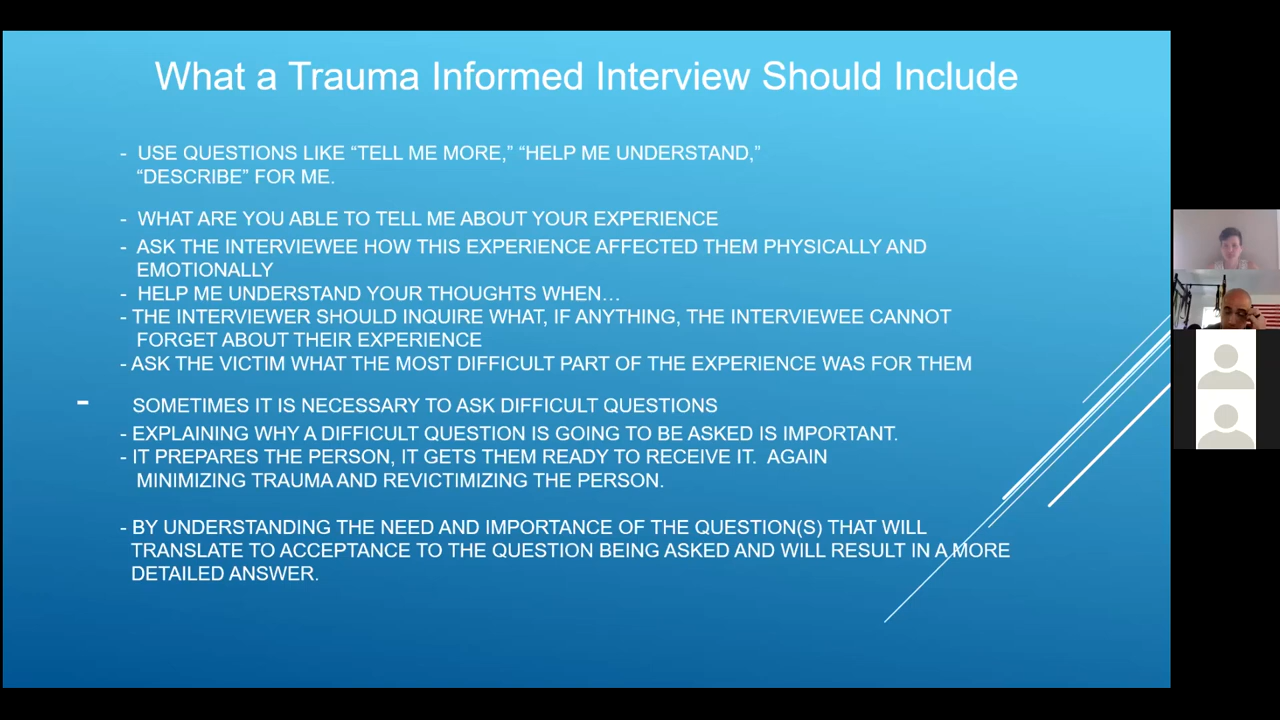 What a Trauma Informed Interview Should Include
- USE QUESTIONS LIKE “TELL ME MORE,” “HELP ME UNDERSTAND,”
“DESCRIBE” FOR ME.
- WHAT ARE YOU ABLE TO TELL ME ABOUT YOUR EXPERIENCE
- ASK THE INTERVIEWEE HOW THIS EXPERIENCE AFFECTED THEM PHYSICALLY AND
EMOTIONALLY
- HELP ME UNDERSTAND YOUR THOUGHTS WHEN…
- THE INTERVIEWER SHOULD INQUIRE WHAT, IF ANYTHING, THE INTERVIEWEE CANNOT
FORGET ABOUT THEIR EXPERIENCE
- ASK THE VICTIM WHAT THE MOST DIFFICULT PART OF THE EXPERIENCE WAS FOR THEM
- SOMETIMES IT IS NECESSARY TO ASK DIFFICULT QUESTIONS
- EXPLAINING WHY A DIFFICULT QUESTION IS GOING TO BE ASKED IS IMPORTANT.
- IT PREPARES THE PERSON, IT GETS THEM READY TO RECEIVE IT. AGAIN
MINIMIZING TRAUMA AND REVICTIMIZING THE PERSON.
- BY UNDERSTANDING THE NEED AND IMPORTANCE OF THE QUESTION(S) THAT WILL
TRANSLATE TO ACCEPTANCE TO THE QUESTION BEING ASKED AND WILL RESULT IN A MORE
DETAILED ANSWER.